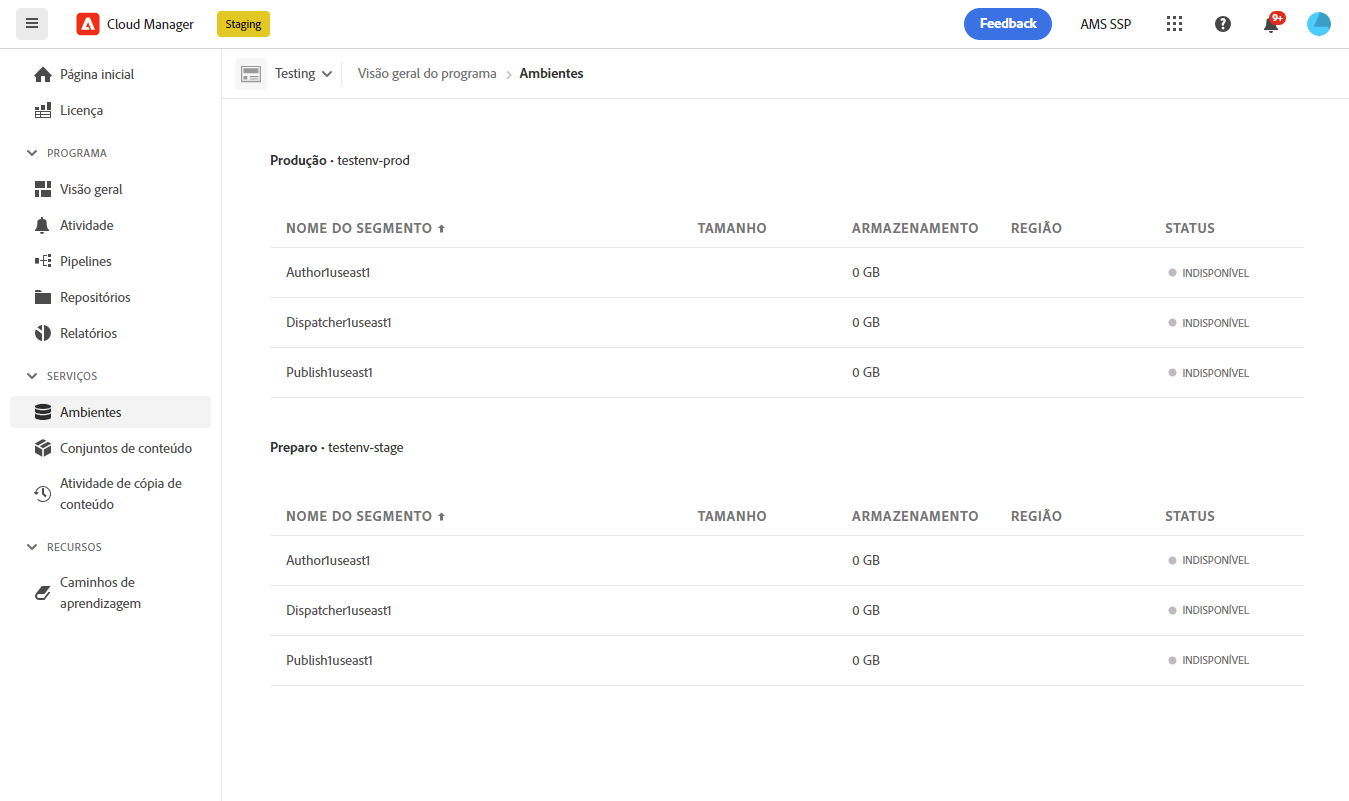 Cloud Manager
Staging
Feedback
AMS SSP
9+
Página inicial
Licença
PROGRAMA
Visão geral
Atividade
Pipelines
Repositórios
Relatórios
SERVIÇOS
Ambientes
Conjuntos de conteúdo
Atividade de cópia de
conteúdo
RECURSOS
Caminhos de
aprendizagem
Testing
Visão geral do programa › Ambientes
Produção • testenv-prod
NOME DO SEGMENTO TAMANHO ARMAZENAMENTO REGIÃO STATUS
Author1useast1 0 GB INDISPONÍVEL
Dispatcher1useast1 0 GB INDISPONÍVEL
Publish1useast1 0 GB INDISPONÍVEL
Preparo • testenv-stage
NOME DO SEGMENTO TAMANHO ARMAZENAMENTO REGIÃO STATUS
Author1useast1 0 GB INDISPONÍVEL
Dispatcher1useast1 0 GB INDISPONÍVEL
Publish1useast1 0 GB INDISPONÍVEL